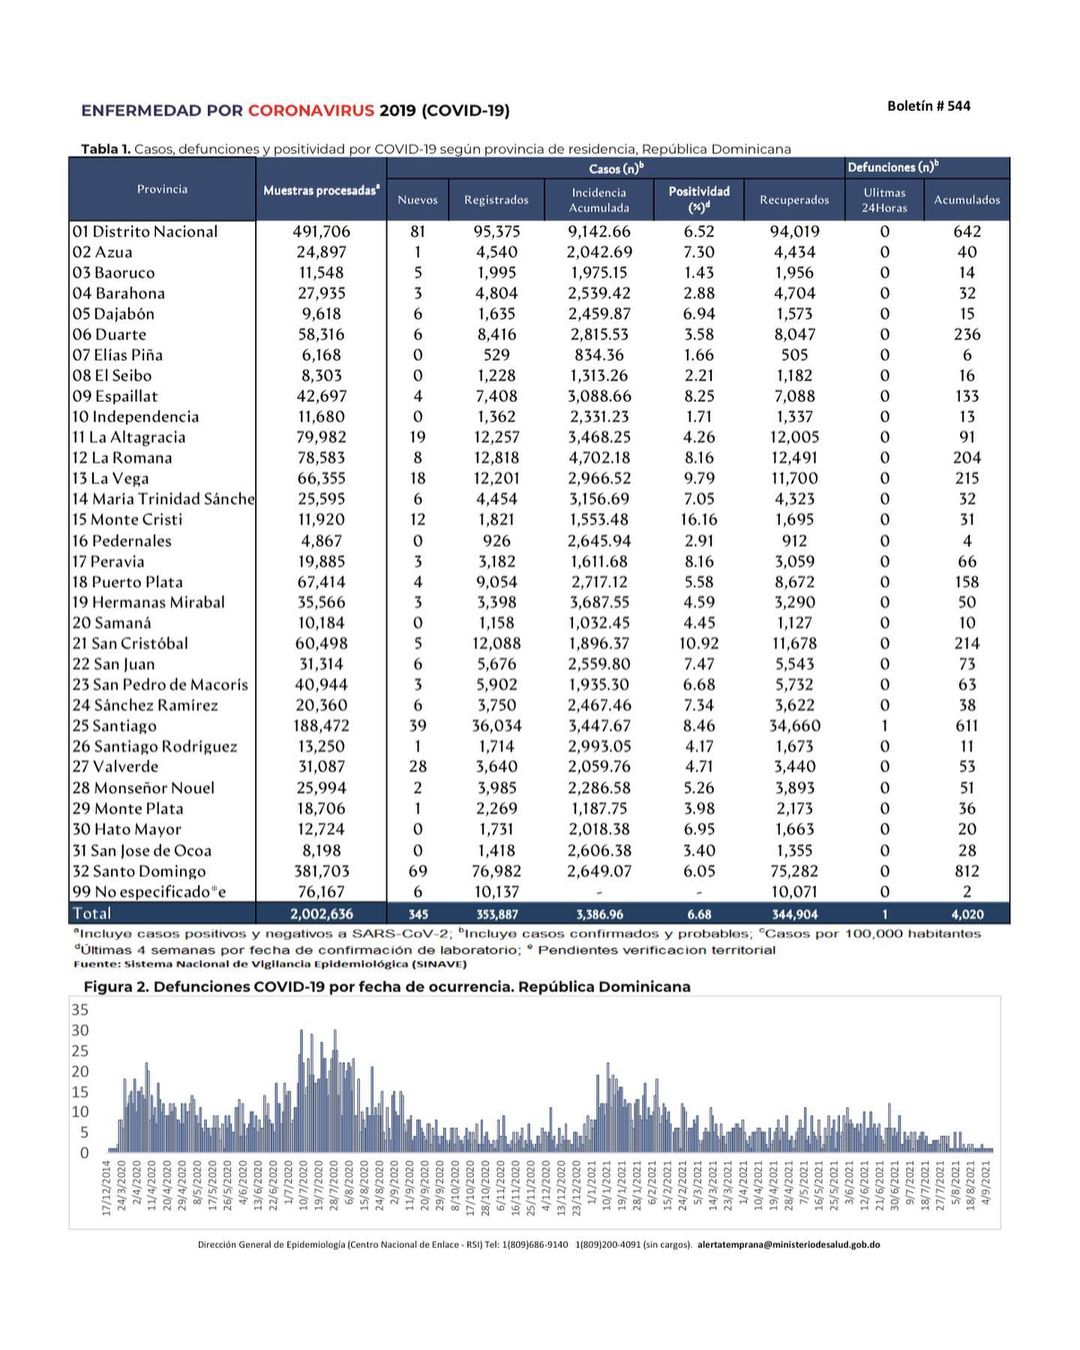 ENFERMEDAD POR CORONAVIRUS 2019 (COVID-19)
Boletín # 544
Tabla 1. Casos, defunciones y positividad por COVID-19 según provincia de residencia, República Dominicana
Casos (n)ᵇ Defunciones (n)ᵇ
Provincia Muestras procesadasᵃ Nuevos Registrados Incidencia Acumulada Positividad (%)ᵈ Recuperados Ulitmas 24Horas Acumulados
01 Distrito Nacional 491,706 81 95,375 9,142.66 6.52 94,019 0 642
02 Azua 24,897 1 4,540 2,042.69 7.30 4,434 0 40
03 Baoruco 11,548 5 1,995 1,975.15 1.43 1,956 0 14
04 Barahona 27,935 3 4,804 2,539.42 2.88 4,704 0 32
05 Dajabón 9,618 6 1,635 2,459.87 6.94 1,573 0 15
06 Duarte 58,316 6 8,416 2,815.53 3.58 8,047 0 236
07 Elías Piña 6,168 0 529 834.36 1.66 505 0 6
08 El Seibo 8,303 0 1,228 1,313.26 2.21 1,182 0 16
09 Espaillat 42,697 4 7,408 3,088.66 8.25 7,088 0 133
10 Independencia 11,680 0 1,362 2,331.23 1.71 1,337 0 13
11 La Altagracia 79,982 19 12,257 3,468.25 4.26 12,005 0 91
12 La Romana 78,583 8 12,818 4,702.18 8.16 12,491 0 204
13 La Vega 66,355 18 12,201 2,966.52 9.79 11,700 0 215
14 María Trinidad Sánche 25,595 6 4,454 3,156.69 7.05 4,323 0 32
15 Monte Cristi 11,920 12 1,821 1,553.48 16.16 1,695 0 31
16 Pedernales 4,867 0 926 2,645.94 2.91 912 0 4
17 Peravia 19,885 3 3,182 1,611.68 8.16 3,059 0 66
18 Puerto Plata 67,414 4 9,054 2,717.12 5.58 8,672 0 158
19 Hermanas Mirabal 35,566 3 3,398 3,687.55 4.59 3,290 0 50
20 Samaná 10,184 0 1,158 1,032.45 4.45 1,127 0 10
21 San Cristóbal 60,498 5 12,088 1,896.37 10.92 11,678 0 214
22 San Juan 31,314 6 5,676 2,559.80 7.47 5,543 0 73
23 San Pedro de Macorís 40,944 3 5,902 1,935.30 6.68 5,732 0 63
24 Sánchez Ramírez 20,360 6 3,750 2,467.46 7.34 3,622 0 38
25 Santiago 188,472 39 36,034 3,447.67 8.46 34,660 1 611
26 Santiago Rodríguez 13,250 1 1,714 2,993.05 4.17 1,673 0 11
27 Valverde 31,087 28 3,640 2,059.76 4.71 3,440 0 53
28 Monseñor Nouel 25,994 2 3,985 2,286.58 5.26 3,893 0 51
29 Monte Plata 18,706 1 2,269 1,187.75 3.98 2,173 0 36
30 Hato Mayor 12,724 0 1,731 2,018.38 6.95 1,663 0 20
31 San Jose de Ocoa 8,198 0 1,418 2,606.38 3.40 1,355 0 28
32 Santo Domingo 381,703 69 76,982 2,649.07 6.05 75,282 0 812
99 No especificado*e 76,167 6 10,137 - - 10,071 0 2
Total 2,002,636 345 353,887 3,386.96 6.68 344,904 1 4,020
ᵃIncluye casos positivos y negativos a SARS-CoV-2; ᵇIncluye casos confirmados y probables; ᶜCasos por 100,000 habitantes
ᵈÚltimas 4 semanas por fecha de confirmación de laboratorio; ᵉ Pendientes verificacion territorial
Fuente: Sistema Nacional de Vigilancia Epidemiológica (SINAVE)
Figura 2. Defunciones COVID-19 por fecha de ocurrencia. República Dominicana
35
30
25
20
15
10
5
0
17/12/2014 24/3/2020 2/4/2020 11/4/2020 20/4/2020 29/4/2020 8/5/2020 17/5/2020 26/5/2020 4/6/2020 13/6/2020 22/6/2020 1/7/2020 10/7/2020 19/7/2020 28/7/2020 6/8/2020 15/8/2020 24/8/2020 2/9/2020 11/9/2020 20/9/2020 29/9/2020 8/10/2020 17/10/2020 28/10/2020 6/11/2020 16/11/2020 25/11/2020 4/12/2020 13/12/2020 23/12/2020 1/1/2021 10/1/2021 19/1/2021 28/1/2021 6/2/2021 15/2/2021 24/2/2021 5/3/2021 14/3/2021 23/3/2021 1/4/2021 10/4/2021 19/4/2021 28/4/2021 7/5/2021 16/5/2021 25/5/2021 3/6/2021 12/6/2021 21/6/2021 30/6/2021 9/7/2021 18/7/2021 27/7/2021 5/8/2021 18/8/2021 4/9/2021
Dirección General de Epidemiología (Centro Nacional de Enlace - RSI) Tel: 1(809)686-9140 1(809)200-4091 (sin cargos). alertatemprana@ministeriodesalud.gob.do